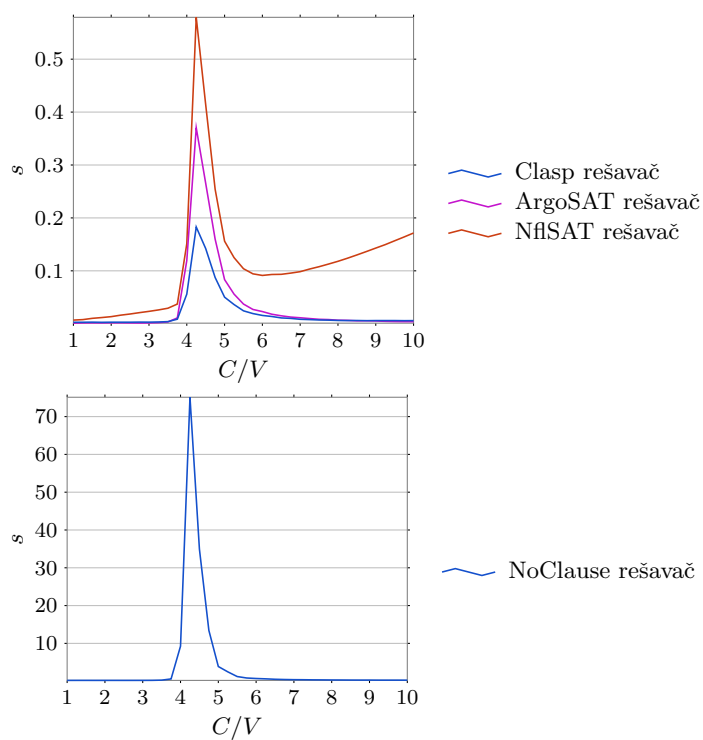 0.5
0.4
0.3
0.2
0.1
s
1 2 3 4 5 6 7 8 9 10
C/V
Clasp rešavač
ArgoSAT rešavač
NflSAT rešavač
70
60
50
40
30
20
10
s
1 2 3 4 5 6 7 8 9 10
C/V
NoClause rešavač